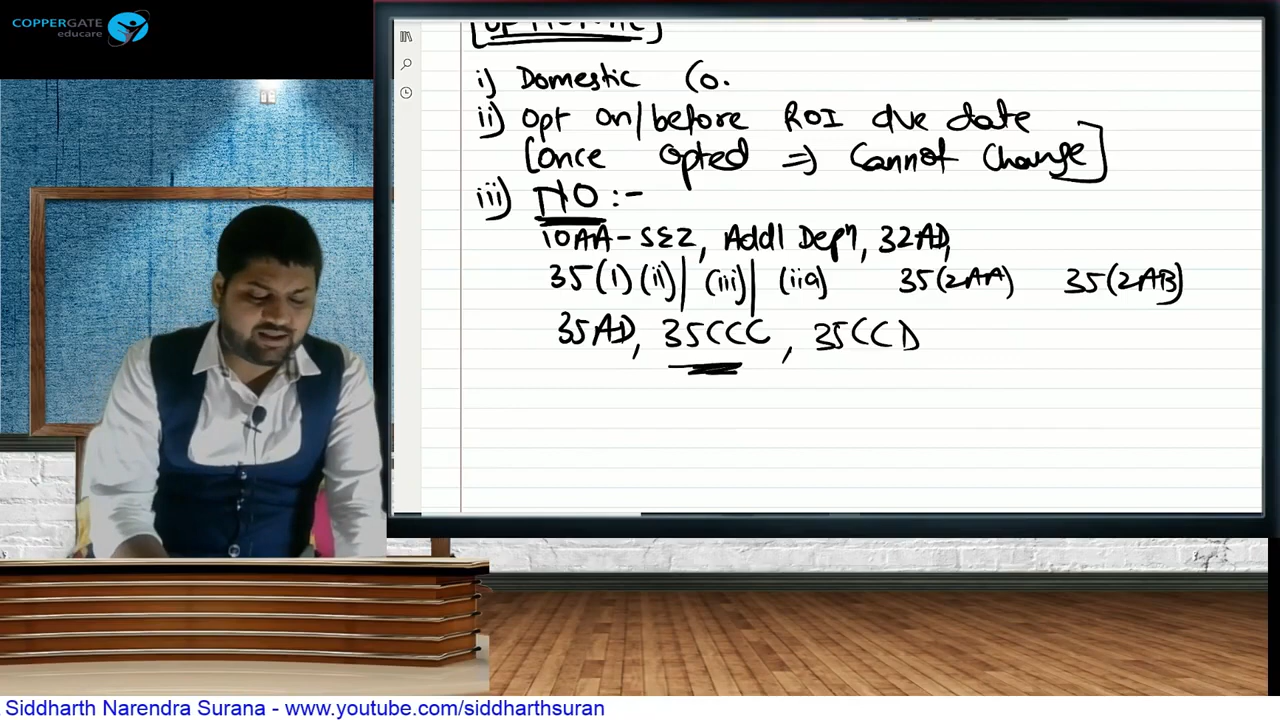 COPPERGATE
educare
[OPTIONAL]
i) Domestic Co.
ii) Opt on/before ROI due date
[once opted => Cannot Change]
iii) NO :-
10AA - SEZ, Addl Depn, 32AD,
35(1)(ii)| (iii)| (iia) 35(2AA) 35(2AB)
35AD, 35CCC, 35CCD
Siddharth Narendra Surana - www.youtube.com/siddharthsuran